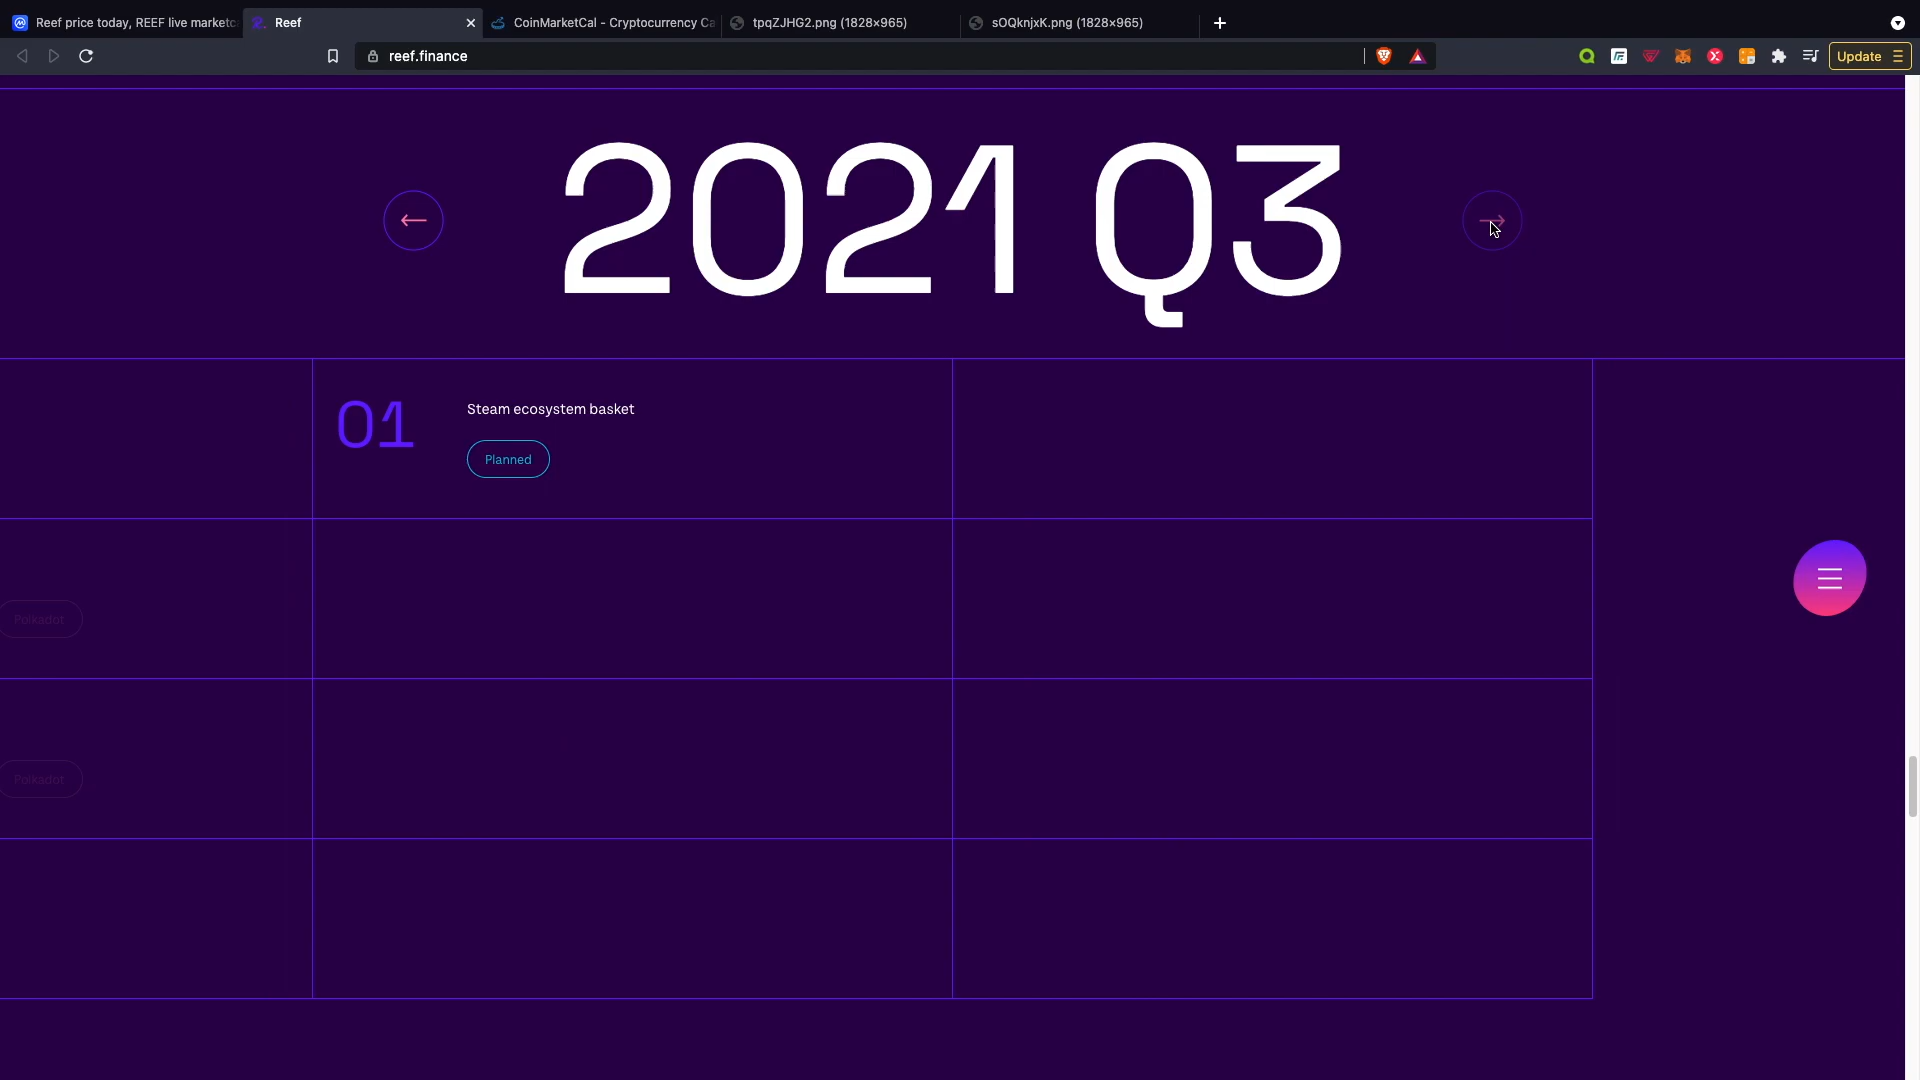 Reef price today, REEF live marketc
Reef
CoinMarketCal - Cryptocurrency Ca
tpqZJHG2.png (1828×965)
sOQknjxK.png (1828×965)
reef.finance
Update
2021 Q3
01
Steam ecosystem basket
Planned
Polkadot
Polkadot